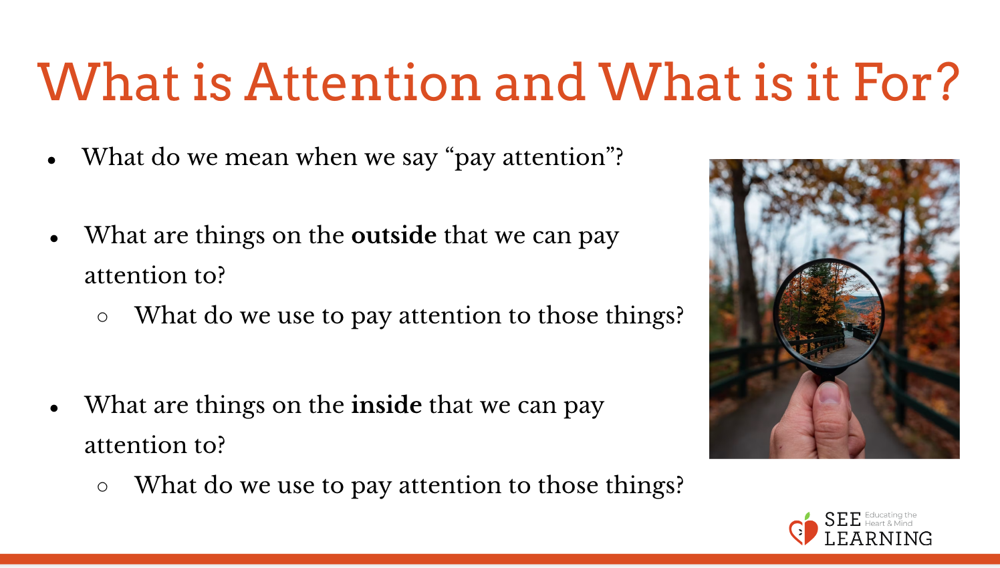 What is Attention and What is it For?
● What do we mean when we say “pay attention”?
● What are things on the outside that we can pay
attention to?
○ What do we use to pay attention to those things?
● What are things on the inside that we can pay
attention to?
○ What do we use to pay attention to those things?
SEE Educating the
Heart & Mind
LEARNING